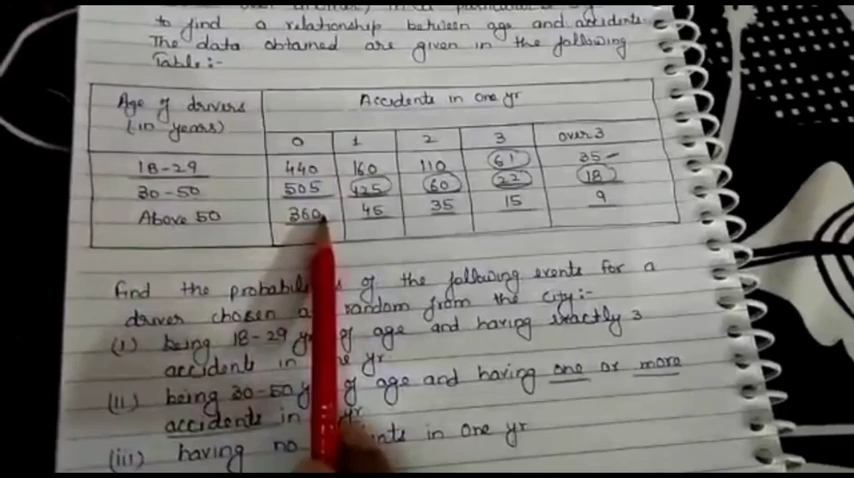 to find a relationship between age and accidents.
The data obtained are given in the following
Table:-
Age of drivers (in years) Accidents in one yr
0 1 2 3 over 3
18-29 440 160 110 61 35
30-50 505 425 60 22 18
Above 50 360 45 35 15 9
find the of the following events for a
driver chosen random from the city:-
(i) being 18-29 of age and having exactly 3
accidents in yr.
(ii) being 30-50 of age and having one or more
accidents in yr
(iii) having no in one yr